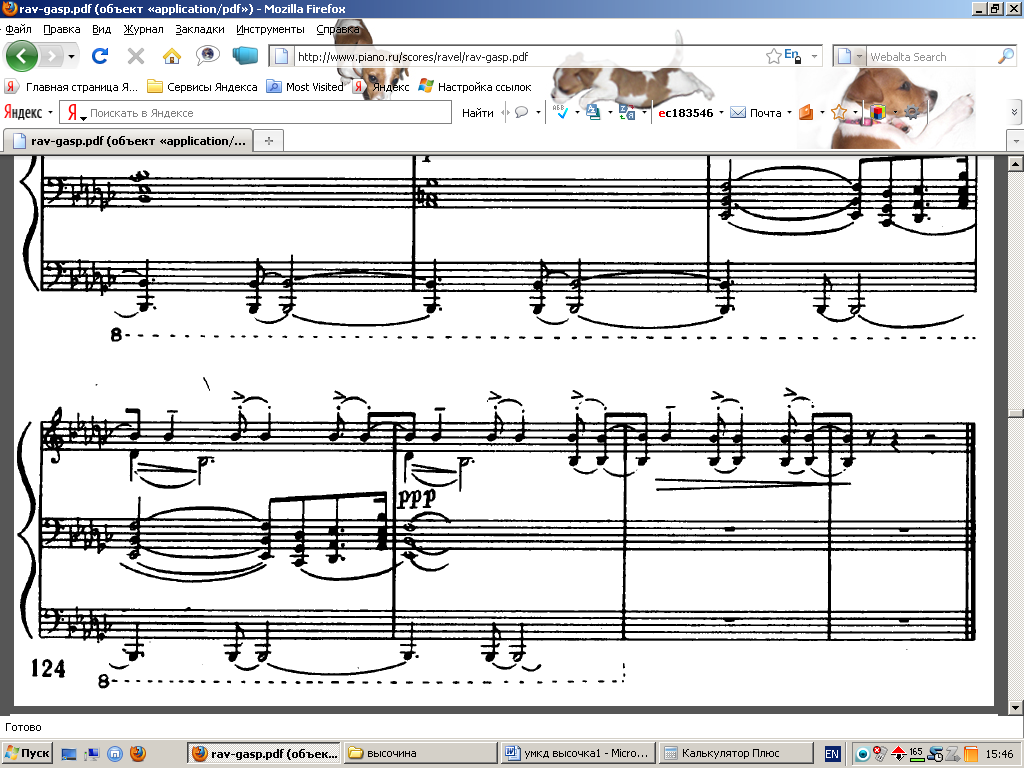 rav-gasp.pdf (объект «application/pdf») - Mozilla Firefox
Файл Правка Вид Журнал Закладки Инструменты Справка
http://www.piano.ru/scores/ravel/rav-gasp.pdf
Webalta Search
Главная страница Я... Сервисы Яндекса Most Visited Яндекс Настройка ссылок
Яндекс Поискать в Яндексе Найти ABC ec183546 Почта
rav-gasp.pdf (объект «application/...
8
ppp
124
8
Готово
Пуск rav-gasp.pdf (объек... высочина умкд высочка1 - Micro... Калькулятор Плюс EN 165 15:46